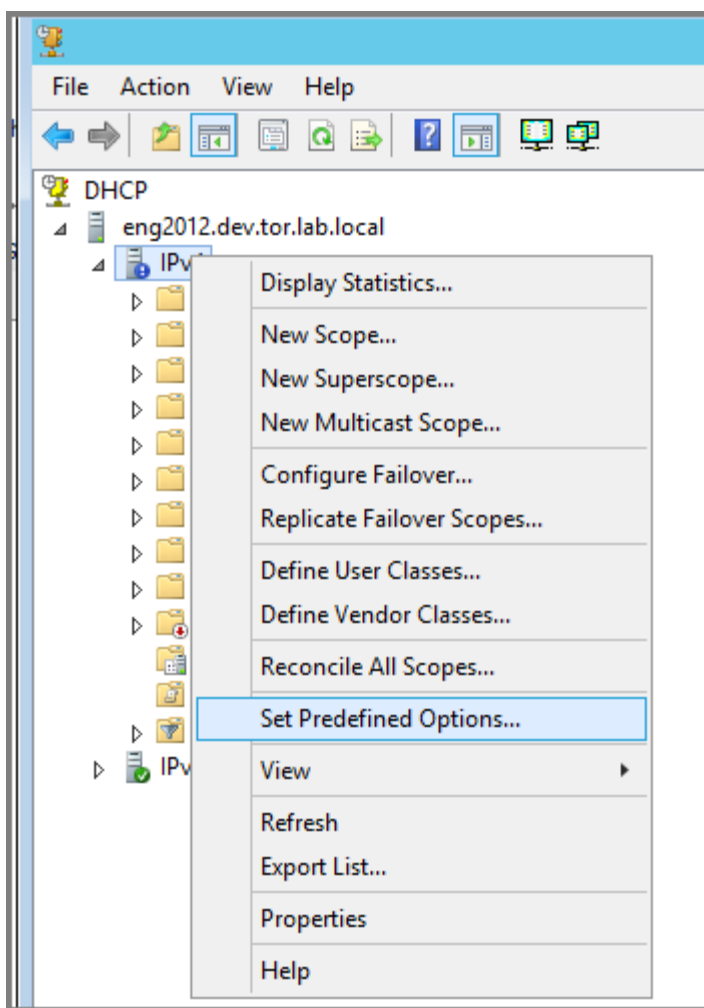 File Action View Help
DHCP
eng2012.dev.tor.lab.local
IPv
Display Statistics...
New Scope...
New Superscope...
New Multicast Scope...
Configure Failover...
Replicate Failover Scopes...
Define User Classes...
Define Vendor Classes...
Reconcile All Scopes...
Set Predefined Options...
IPv
View
Refresh
Export List...
Properties
Help